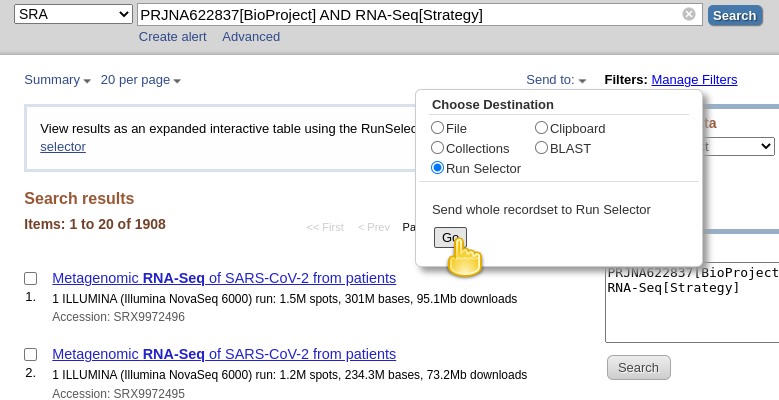 SRA
PRJNA622837[BioProject] AND RNA-Seq[Strategy]
Search
Create alert Advanced
Summary 20 per page Send to: Filters: Manage Filters
Choose Destination
File Clipboard
Collections BLAST
Run Selector
Send whole recordset to Run Selector
Go
View results as an expanded interactive table using the RunSelec
selector
Search results
Items: 1 to 20 of 1908
<< First < Prev Pa
Metagenomic RNA-Seq of SARS-CoV-2 from patients
1. 1 ILLUMINA (Illumina NovaSeq 6000) run: 1.5M spots, 301M bases, 95.1Mb downloads
Accession: SRX9972496
Metagenomic RNA-Seq of SARS-CoV-2 from patients
2. 1 ILLUMINA (Illumina NovaSeq 6000) run: 1.2M spots, 234.3M bases, 73.2Mb downloads
Accession: SRX9972495
ta
t
PRJNA622837[BioProject
RNA-Seq[Strategy]
Search